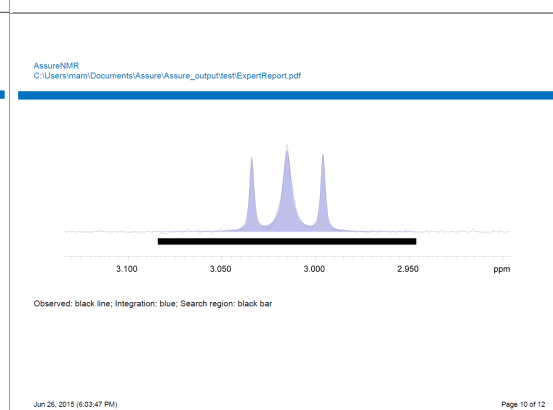 AssureNMR
C:\Users\mam\Documents\Assure\Assure_output\test\ExpertReport.pdf
3.100 3.050 3.000 2.950 ppm
Observed: black line; Integration: blue; Search region: black bar
Jun 26, 2015 (6:03:47 PM) Page 10 of 12